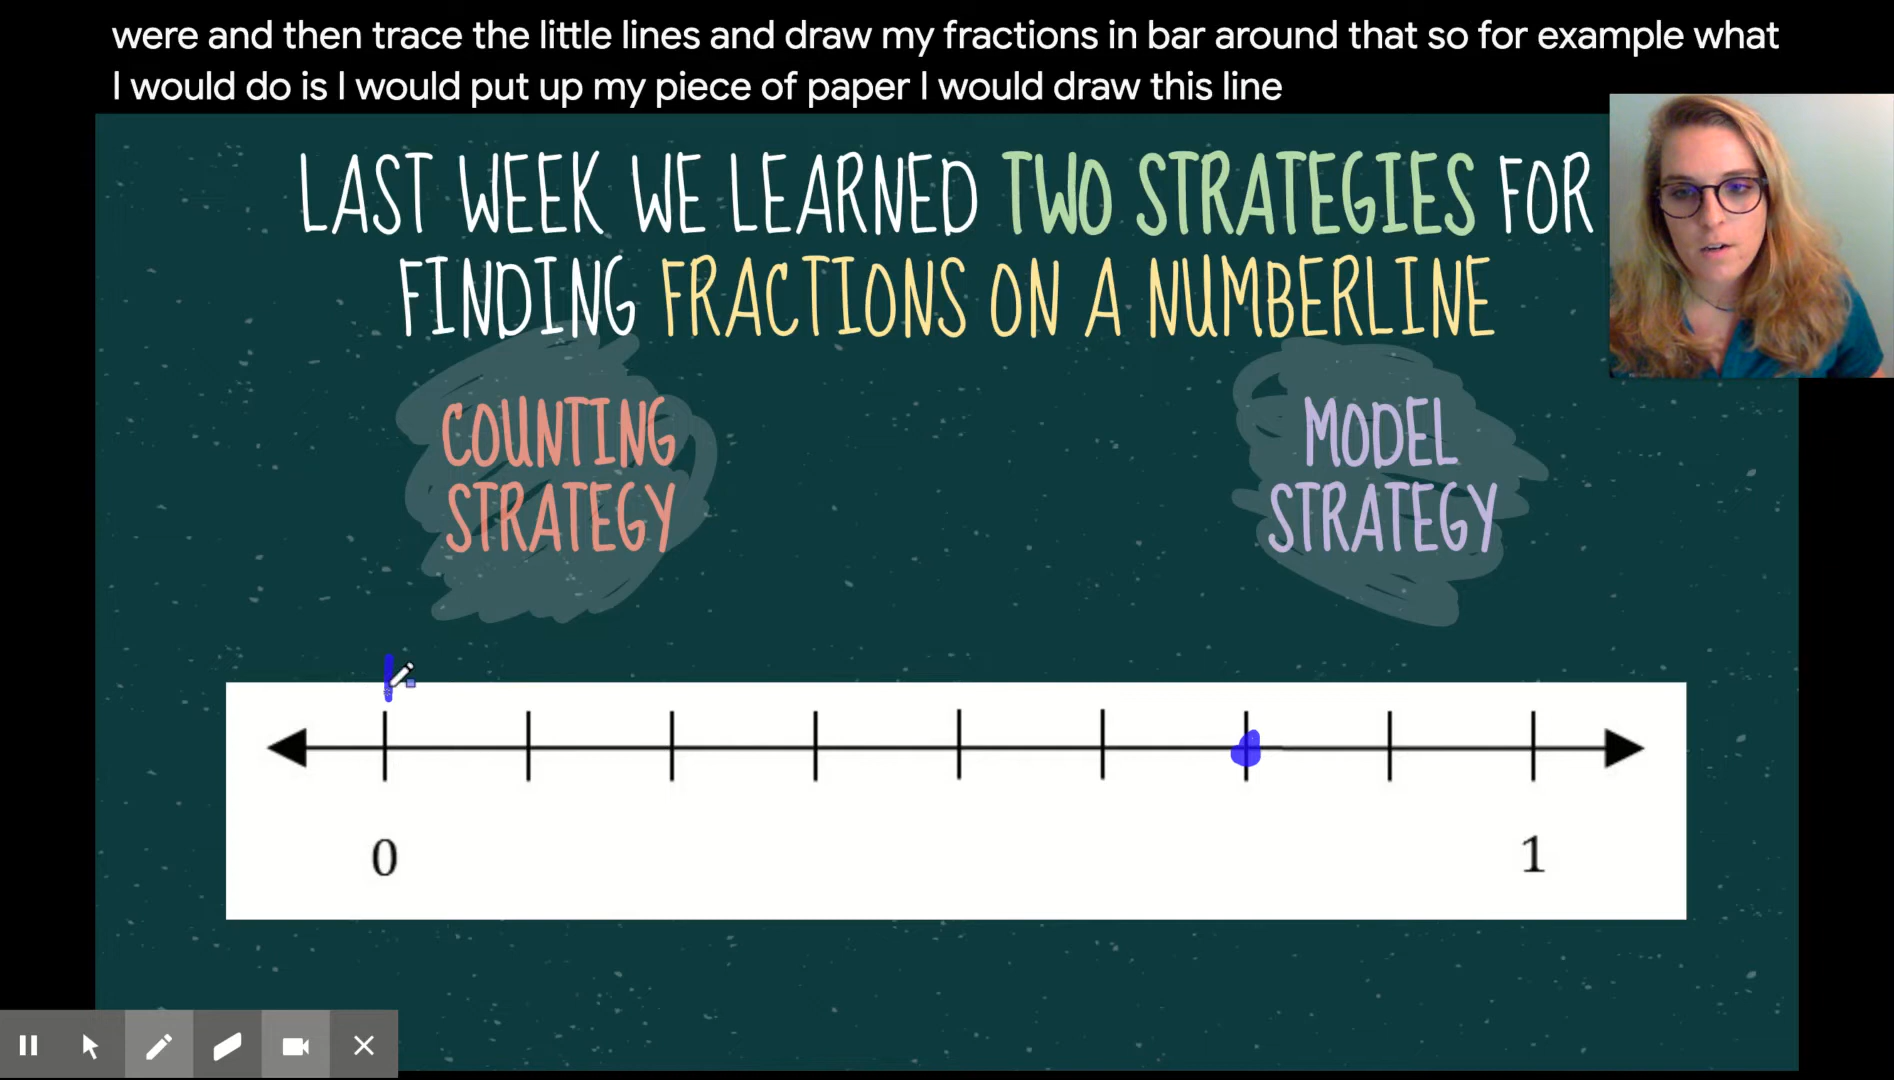 were and then trace the little lines and draw my fractions in bar around that so for example what
I would do is I would put up my piece of paper I would draw this line
LAST WEEK WE LEARNED TWO STRATEGIES FOR
FINDING FRACTIONS ON A NUMBERLINE
COUNTING
STRATEGY
MODEL
STRATEGY
0
1